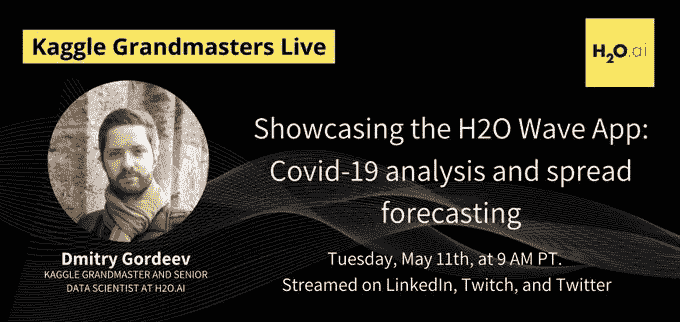 Kaggle Grandmasters Live
H2O.ai
Showcasing the H2O Wave App:
Covid-19 analysis and spread
forecasting
Dmitry Gordeev
KAGGLE GRANDMASTER AND SENIOR
DATA SCIENTIST AT H2O.AI
Tuesday, May 11th, at 9 AM PT.
Streamed on LinkedIn, Twitch, and Twitter